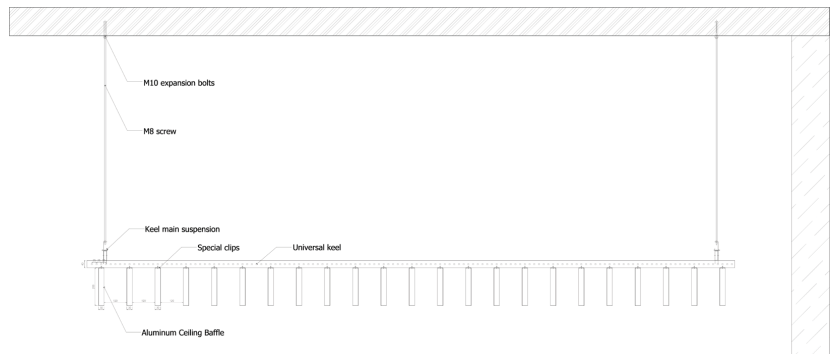 M10 expansion bolts
M8 screw
Keel main suspension
Special clips
Universal keel
Aluminum Ceiling Baffle